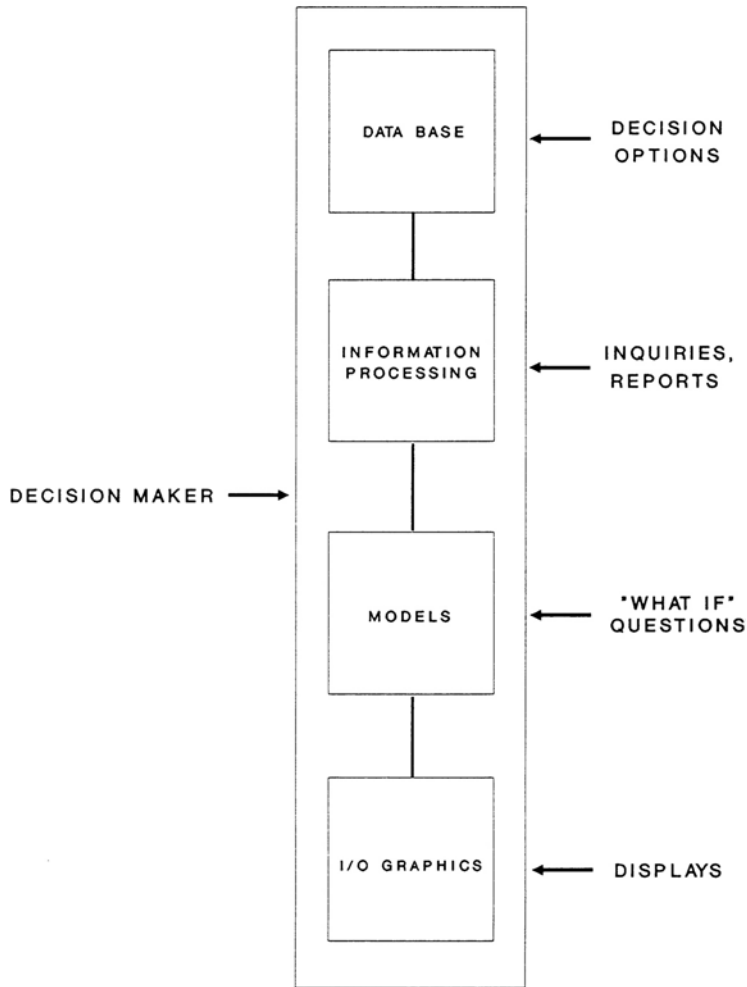 DATA BASE
DECISION
OPTIONS
INFORMATION
PROCESSING
INQUIRIES,
REPORTS
DECISION MAKER
MODELS
"WHAT IF"
QUESTIONS
I/O GRAPHICS
DISPLAYS